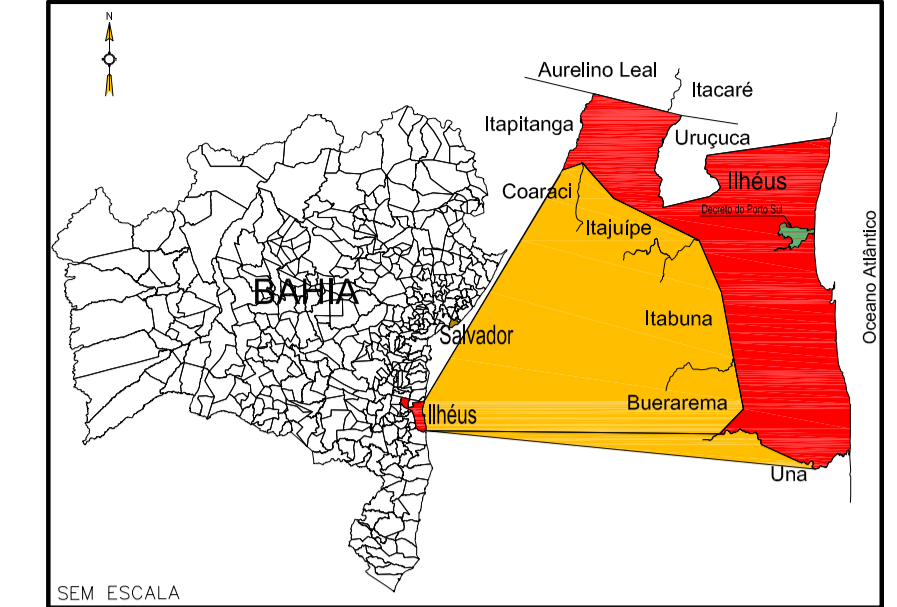 N
Aurelino Leal
Itacaré
Itapitanga
Uruçuca
Coaraci
Ilhéus
Decreto do Porto Sul
Itajuípe
Oceano Atlântico
BAHIA
Itabuna
Salvador
Buerarema
Ilhéus
Una
SEM ESCALA